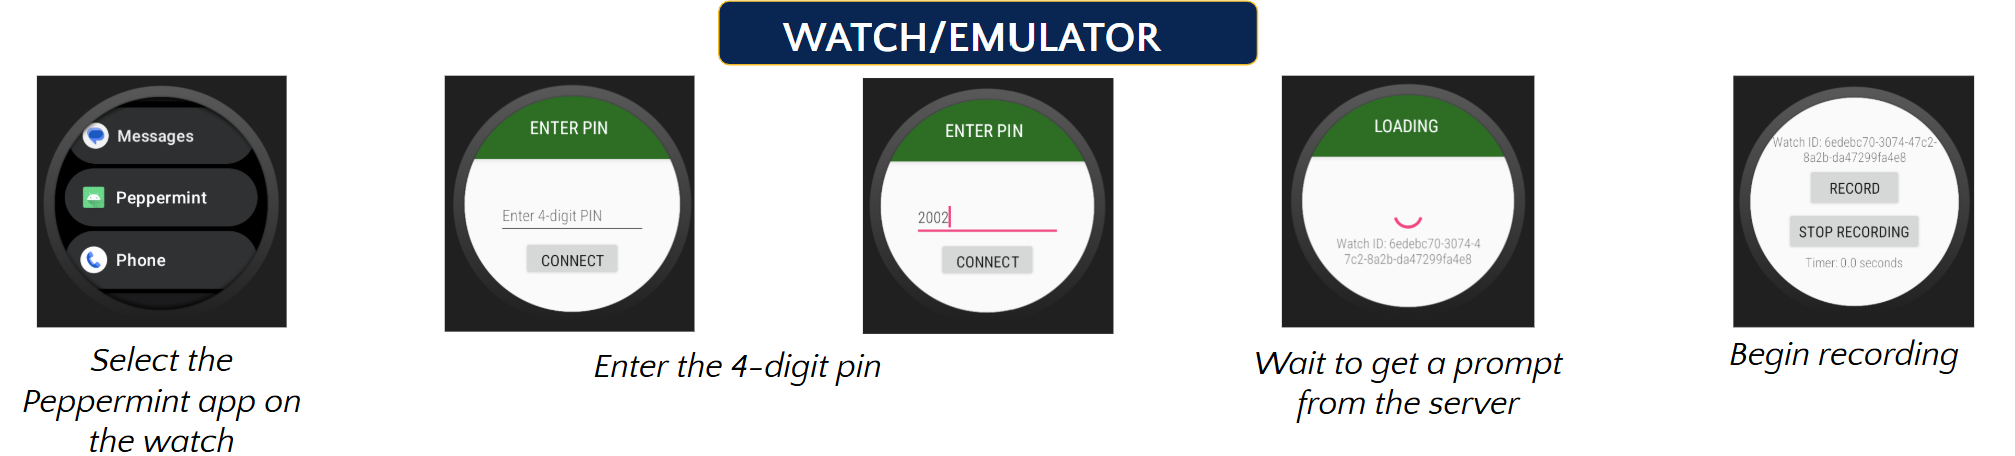 WATCH/EMULATOR
Messages
Peppermint
Phone
Select the
Peppermint app on
the watch
ENTER PIN
Enter 4-digit PIN
CONNECT
ENTER PIN
2002
CONNECT
Enter the 4-digit pin
LOADING
Watch ID: 6edebc70-3074-4
7c2-8a2b-da47299fa4e8
Wait to get a prompt
from the server
Watch ID: 6edebc70-3074-47c2-
8a2b-da47299fa4e8
RECORD
STOP RECORDING
Timer: 0.0 seconds
Begin recording